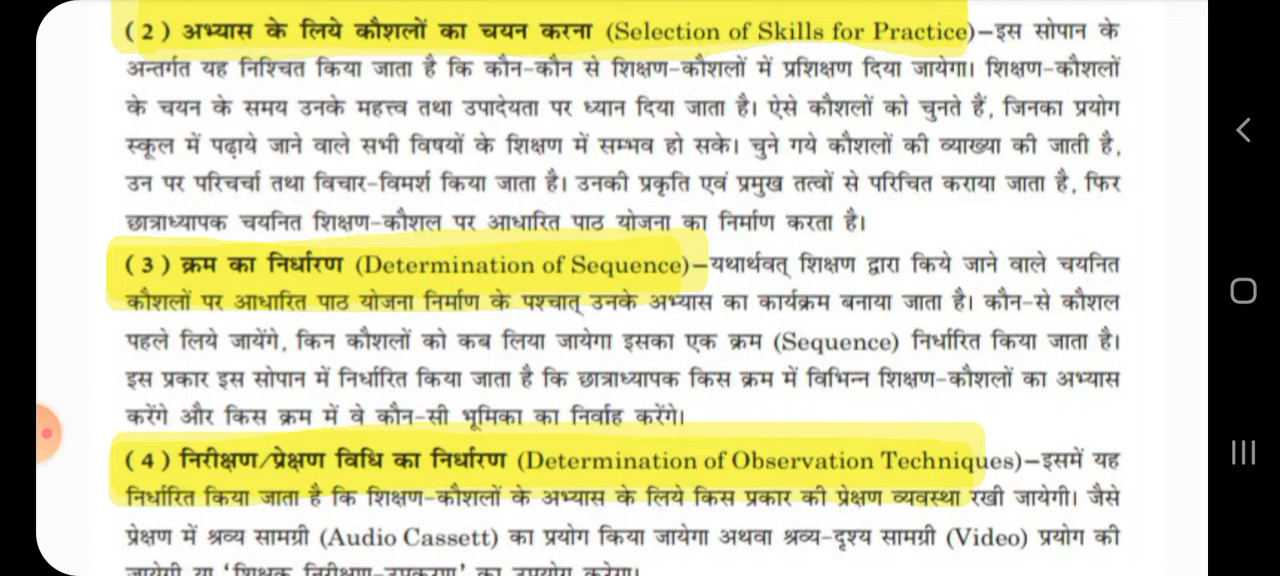 (2) अभ्यास के लिये कौशलों का चयन करना (Selection of Skills for Practice)–इस सोपान के
अन्तर्गत यह निश्चित किया जाता है कि कौन-कौन से शिक्षण-कौशलों में प्रशिक्षण दिया जायेगा। शिक्षण-कौशलों
के चयन के समय उनके महत्त्व तथा उपादेयता पर ध्यान दिया जाता है। ऐसे कौशलों को चुनते हैं, जिनका प्रयोग
स्कूल में पढ़ाये जाने वाले सभी विषयों के शिक्षण में सम्भव हो सके। चुने गये कौशलों की व्याख्या की जाती है,
उन पर परिचर्चा तथा विचार-विमर्श किया जाता है। उनकी प्रकृति एवं प्रमुख तत्वों से परिचित कराया जाता है, फिर
छात्राध्यापक चयनित शिक्षण-कौशल पर आधारित पाठ योजना का निर्माण करता है।
(3) क्रम का निर्धारण (Determination of Sequence)–यथार्थवत् शिक्षण द्वारा किये जाने वाले चयनित
कौशलों पर आधारित पाठ योजना निर्माण के पश्चात् उनके अभ्यास का कार्यक्रम बनाया जाता है। कौन-से कौशल
पहले लिये जायेंगे, किन कौशलों को कब लिया जायेगा इसका एक क्रम (Sequence) निर्धारित किया जाता है।
इस प्रकार इस सोपान में निर्धारित किया जाता है कि छात्राध्यापक किस क्रम में विभिन्न शिक्षण-कौशलों का अभ्यास
करेंगे और किस क्रम में वे कौन-सी भूमिका का निर्वाह करेंगे।
(4) निरीक्षण/प्रेक्षण विधि का निर्धारण (Determination of Observation Techniques)–इसमें यह
निर्धारित किया जाता है कि शिक्षण-कौशलों के अभ्यास के लिये किस प्रकार की प्रेक्षण व्यवस्था रखी जायेगी। जैसे
प्रेक्षण में श्रव्य सामग्री (Audio Cassett) का प्रयोग किया जायेगा अथवा श्रव्य-दृश्य सामग्री (Video) प्रयोग की
जायेगी या 'शिक्षक निरीक्षण-उपकरण' का उपयोग करेगा।